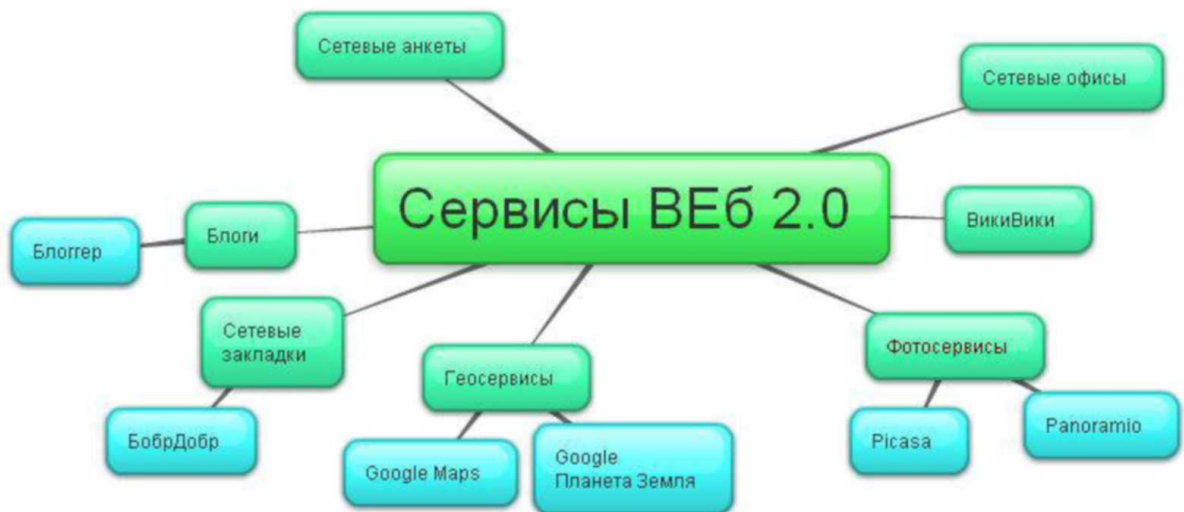 Сетевые анкеты
Сетевые офисы
Сервисы ВЕб 2.0
ВикиВики
Блоги
Блоггер
Сетевые
закладки
Геосервисы
Фотосервисы
БобрДобр
Google Maps
Google
Планета Земля
Picasa
Panoramio